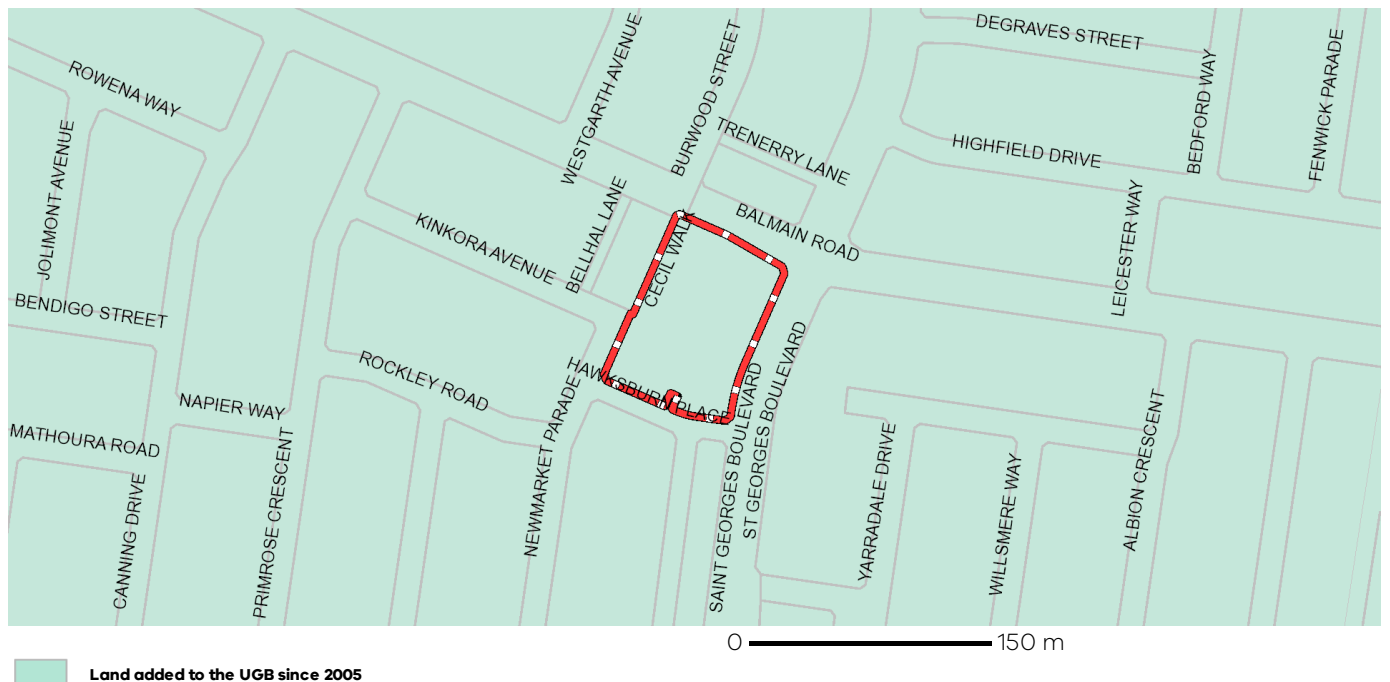 DEGRAVES STREET
WESTGARTH AVENUE
BURWOOD STREET
FENWICK PARADE
ROWENA WAY
BEDFORD WAY
TRENERRY LANE
HIGHFIELD DRIVE
JOLIMONT AVENUE
BELLHAL LANE
LEICESTER WAY
KINKORA AVENUE
CECIL WALK
BALMAIN ROAD
BENDIGO STREET
ROCKLEY ROAD
HAWKSBURN PLACE
NAPIER WAY
NEWMARKET PARADE
SAINT GEORGES BOULEVARD
ST GEORGES BOULEVARD
MATHOURA ROAD
CANNING DRIVE
PRIMROSE CRESCENT
YARRADALE DRIVE
WILLSMERE WAY
ALBION CRESCENT
0 150 m
Land added to the UGB since 2005